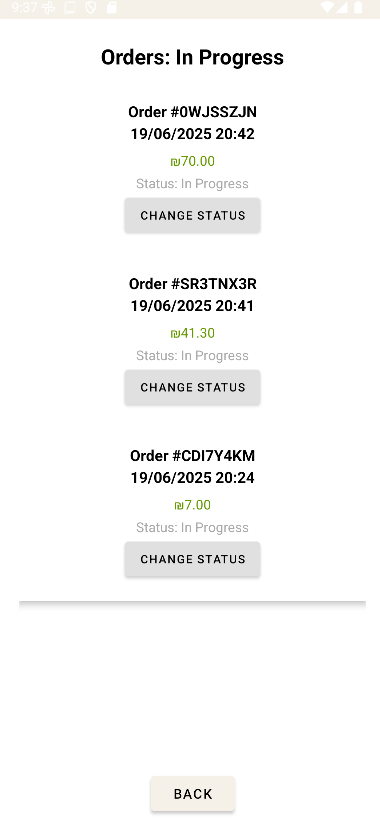 9:37
Orders: In Progress
Order #0WJSSZJN
19/06/2025 20:42
₪70.00
Status: In Progress
CHANGE STATUS
Order #SR3TNX3R
19/06/2025 20:41
₪41.30
Status: In Progress
CHANGE STATUS
Order #CDI7Y4KM
19/06/2025 20:24
₪7.00
Status: In Progress
CHANGE STATUS
BACK